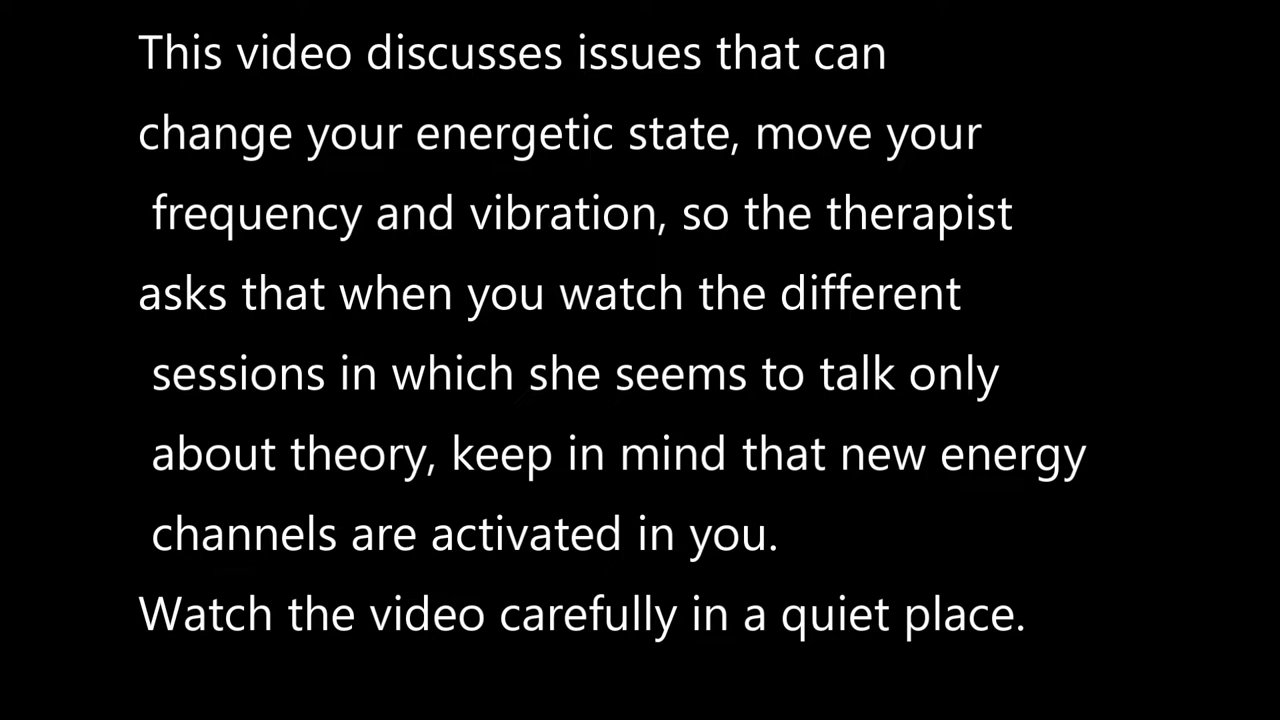 This video discusses issues that can
change your energetic state, move your
frequency and vibration, so the therapist
asks that when you watch the different
sessions in which she seems to talk only
about theory, keep in mind that new energy
channels are activated in you.
Watch the video carefully in a quiet place.